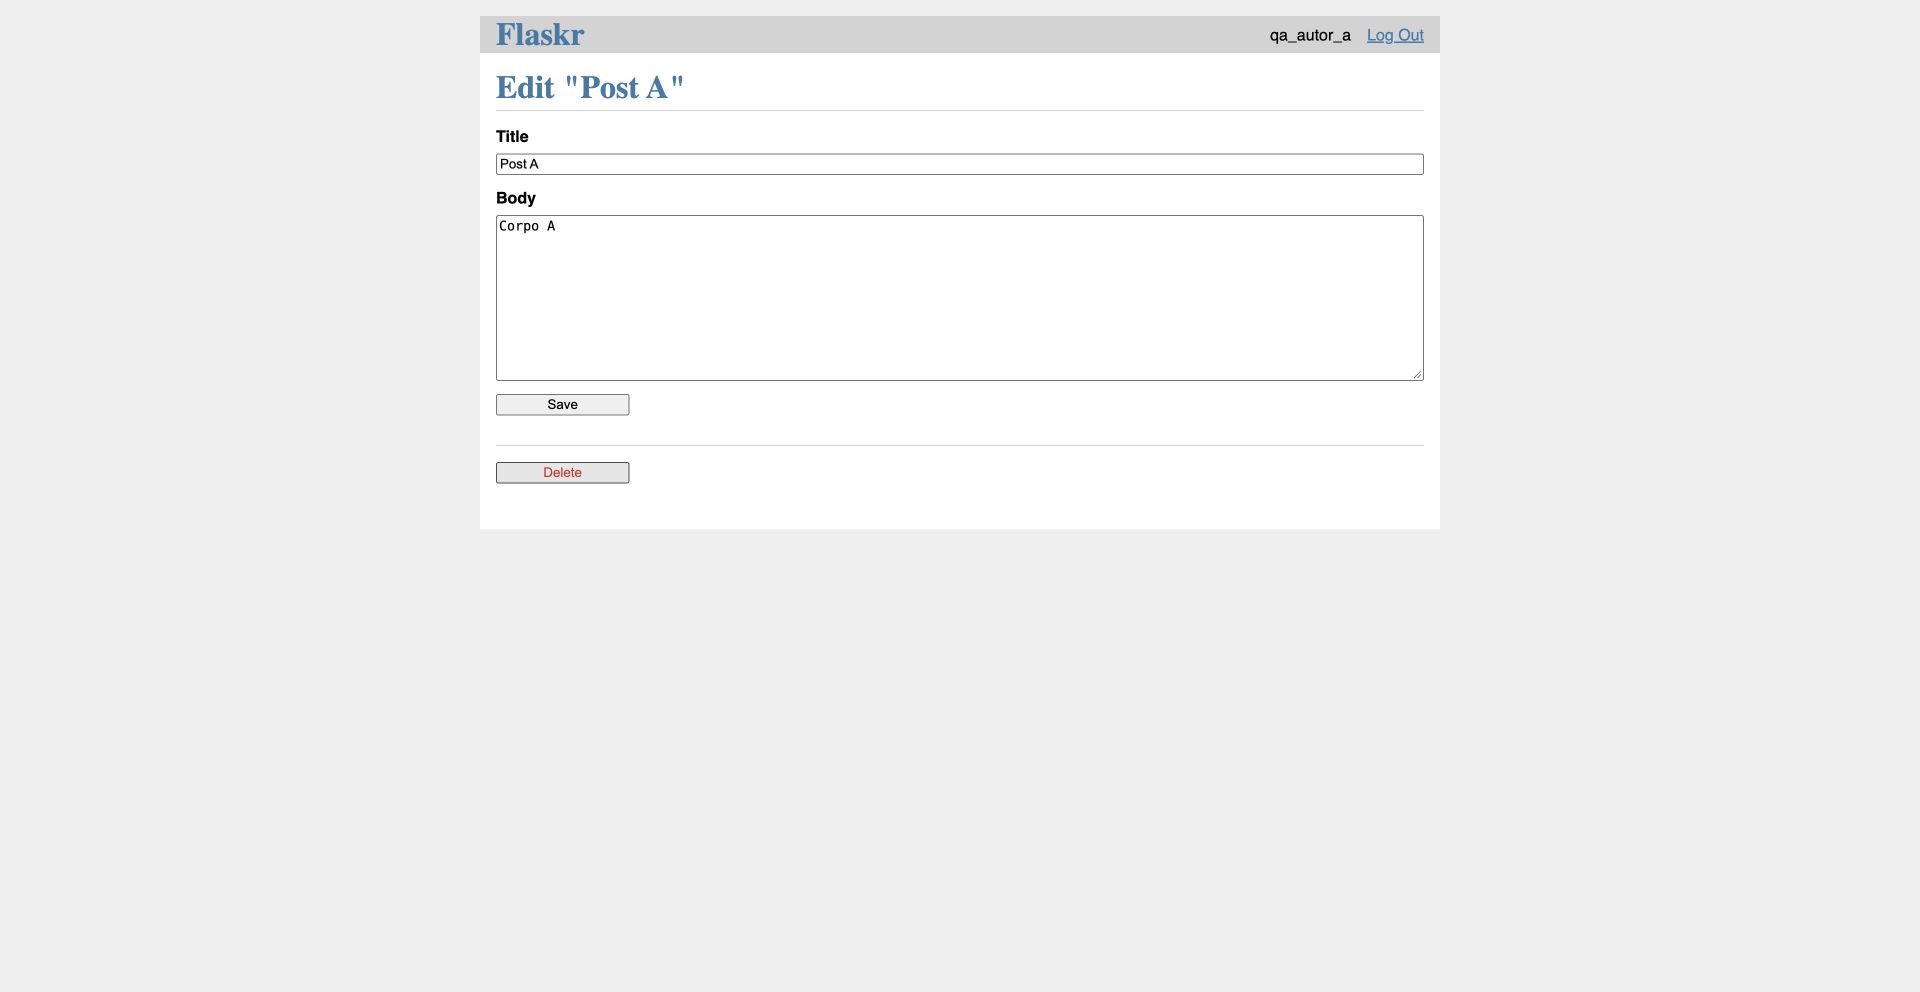 Flaskr
qa_autor_a Log Out
Edit "Post A"
Title
Post A
Body
Corpo A
Save
Delete